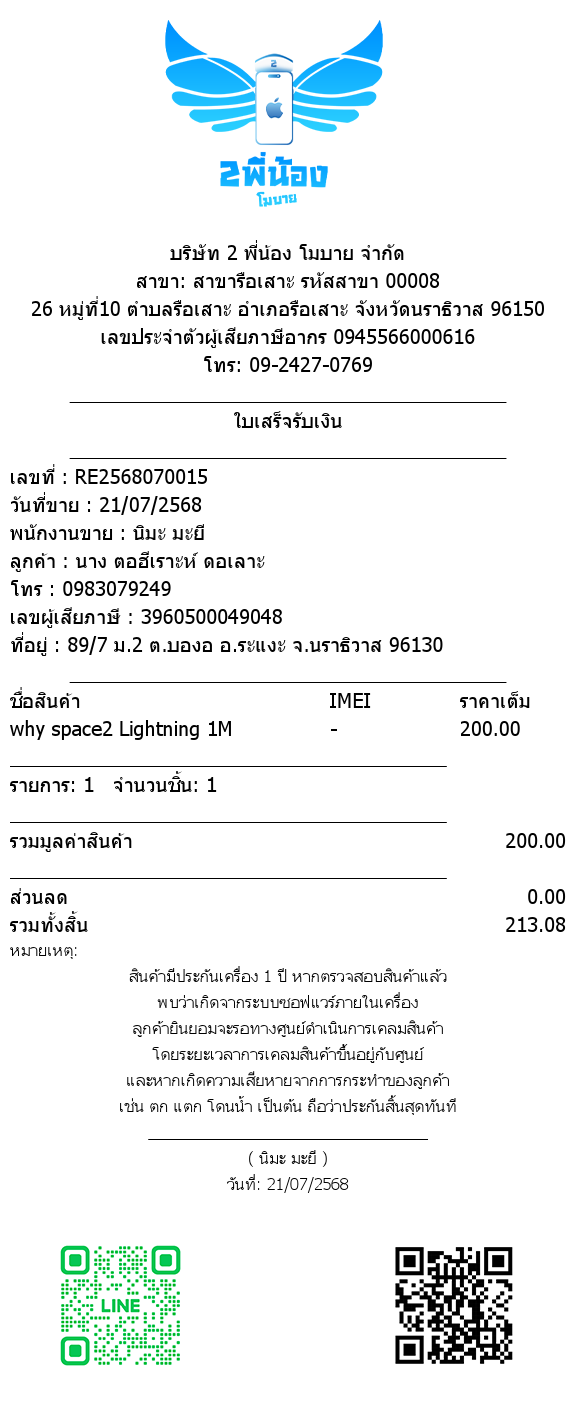 2
2พี่น้อง
โมบาย
บริษัท 2 พี่น้อง โมบาย จำกัด
สาขา: สาขารือเสาะ รหัสสาขา 00008
26 หมู่ที่10 ตำบลรือเสาะ อำเภอรือเสาะ จังหวัดนราธิวาส 96150
เลขประจำตัวผู้เสียภาษีอากร 0945566000616
โทร: 09-2427-0769
ใบเสร็จรับเงิน
เลขที่ : RE2568070015
วันที่ขาย : 21/07/2568
พนักงานขาย : นิมะ มะยี
ลูกค้า : นาง ตอฮีเราะห์ ดอเลาะ
โทร : 0983079249
เลขผู้เสียภาษี : 3960500049048
ที่อยู่ : 89/7 ม.2 ต.บองอ อ.ระแงะ จ.นราธิวาส 96130
ชื่อสินค้า IMEI ราคาเต็ม
why space2 Lightning 1M - 200.00
รายการ: 1 จำนวนชิ้น: 1
รวมมูลค่าสินค้า 200.00
ส่วนลด 0.00
รวมทั้งสิ้น 213.08
หมายเหตุ:
สินค้ามีประกันเครื่อง 1 ปี หากตรวจสอบสินค้าแล้ว
พบว่าเกิดจากระบบซอฟแวร์ภายในเครื่อง
ลูกค้ายินยอมจะรอทางศูนย์ดำเนินการเคลมสินค้า
โดยระยะเวลาการเคลมสินค้าขึ้นอยู่กับศูนย์
และหากเกิดความเสียหายจากการกระทำของลูกค้า
เช่น ตก แตก โดนน้ำ เป็นต้น ถือว่าประกันสิ้นสุดทันที
( นิมะ มะยี )
วันที่: 21/07/2568
LINE